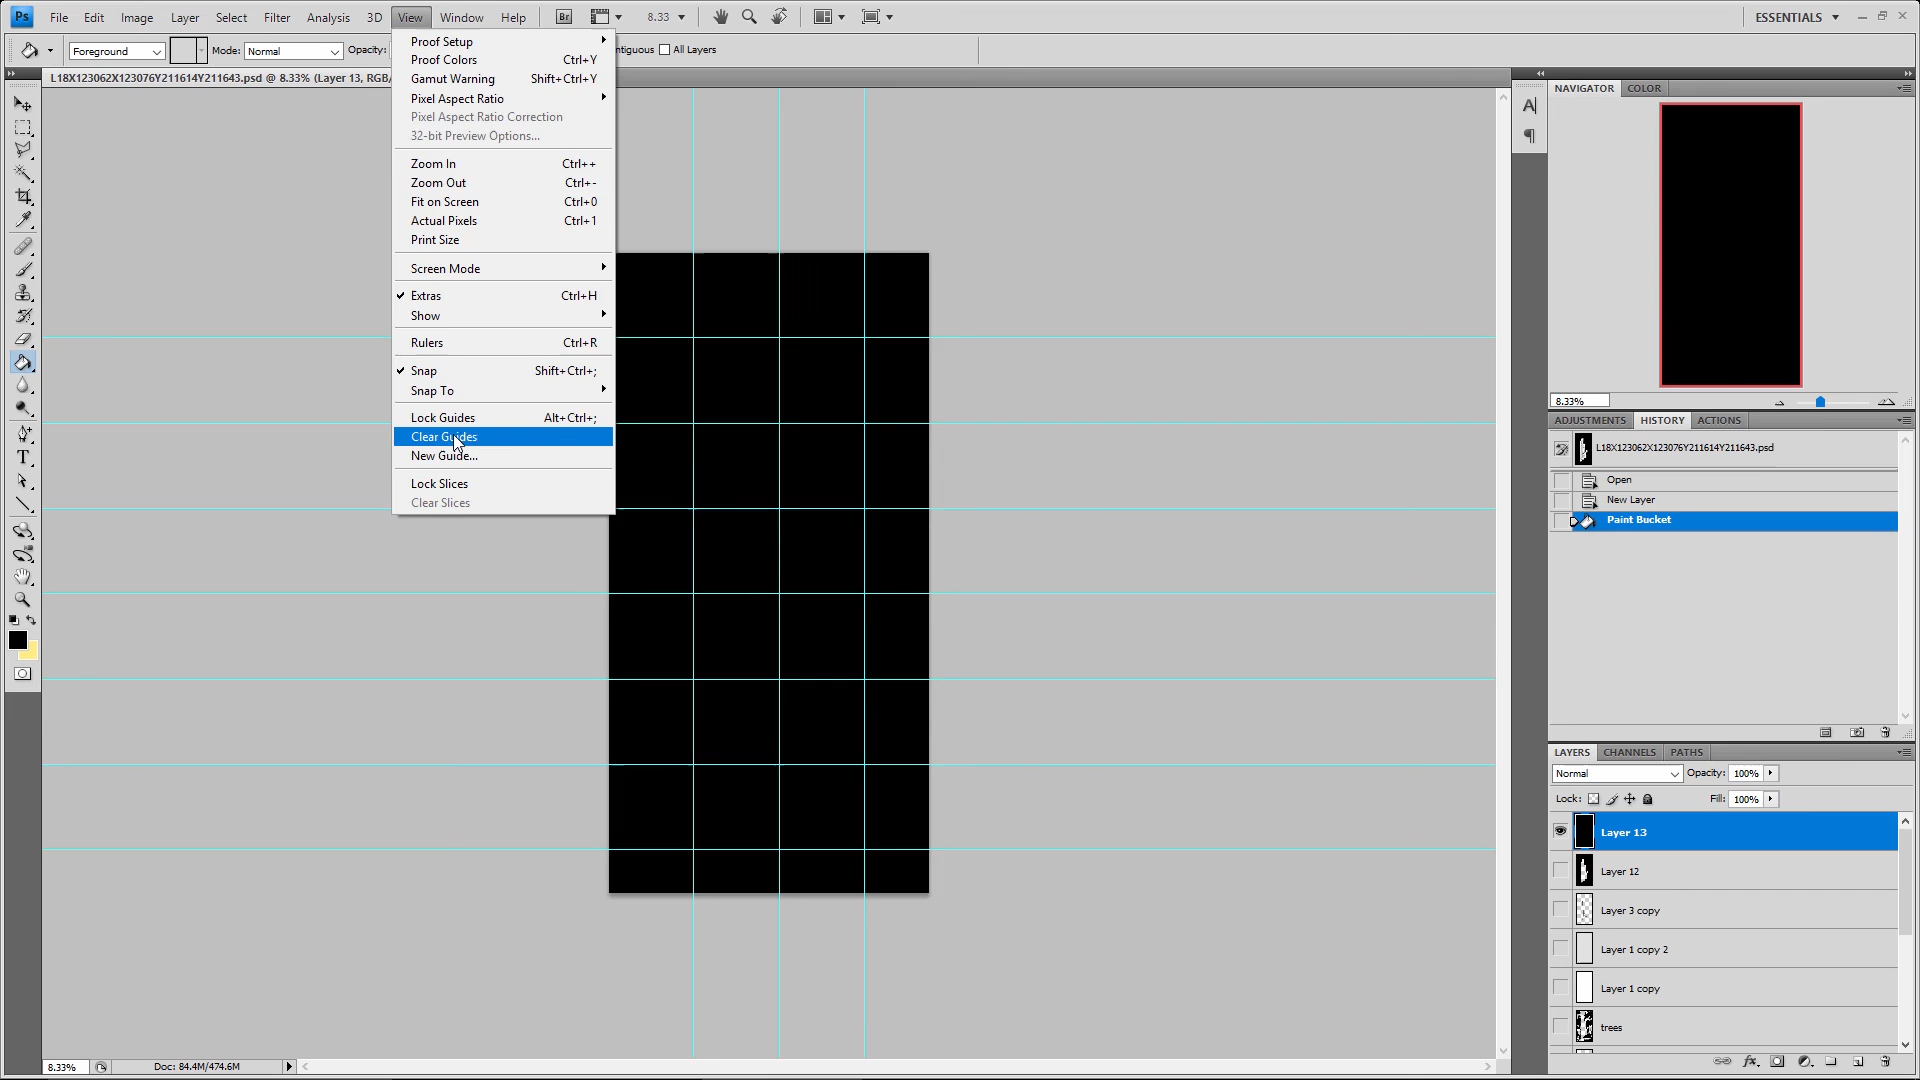 Ps File Edit Image Layer Select Filter Analysis 3D View Window Help Br 8.33 ESSENTIALS
Foreground Mode: Normal Opacity: tiguous All Layers
L18X123062X123076Y211614Y211643.psd @ 8.33% (Layer 13, RGB/
Proof Setup
Proof Colors Ctrl+Y
Gamut Warning Shift+Ctrl+Y
Pixel Aspect Ratio
Pixel Aspect Ratio Correction
32-bit Preview Options...
Zoom In Ctrl++
Zoom Out Ctrl+-
Fit on Screen Ctrl+0
Actual Pixels Ctrl+1
Print Size
Screen Mode
Extras Ctrl+H
Show
Rulers Ctrl+R
Snap Shift+Ctrl+;
Snap To
Lock Guides Alt+Ctrl+;
Clear Guides
New Guide...
Lock Slices
Clear Slices
NAVIGATOR COLOR
8.33%
ADJUSTMENTS HISTORY ACTIONS
L18X123062X123076Y211614Y211643.psd
Open
New Layer
Paint Bucket
LAYERS CHANNELS PATHS
Normal Opacity: 100%
Lock: Fill: 100%
Layer 13
Layer 12
Layer 3 copy
Layer 1 copy 2
Layer 1 copy
trees
8.33% Doc: 84.4M/474.6M